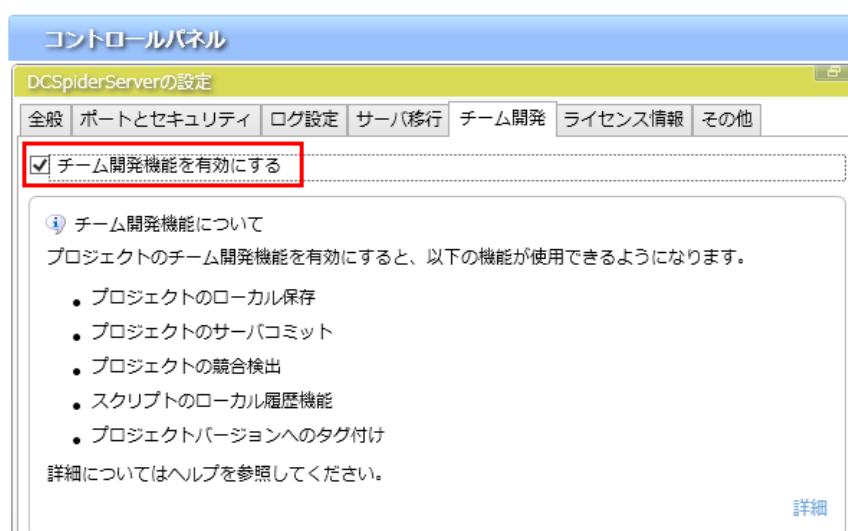 コントロールパネル
DCSpiderServerの設定
全般 ポートとセキュリティ ログ設定 サーバ移行 チーム開発 ライセンス情報 その他
チーム開発機能を有効にする
チーム開発機能について
プロジェクトのチーム開発機能を有効にすると、以下の機能が使用できるようになります。
• プロジェクトのローカル保存
• プロジェクトのサーバコミット
• プロジェクトの競合検出
• スクリプトのローカル履歴機能
• プロジェクトバージョンへのタグ付け
詳細についてはヘルプを参照してください。
詳細